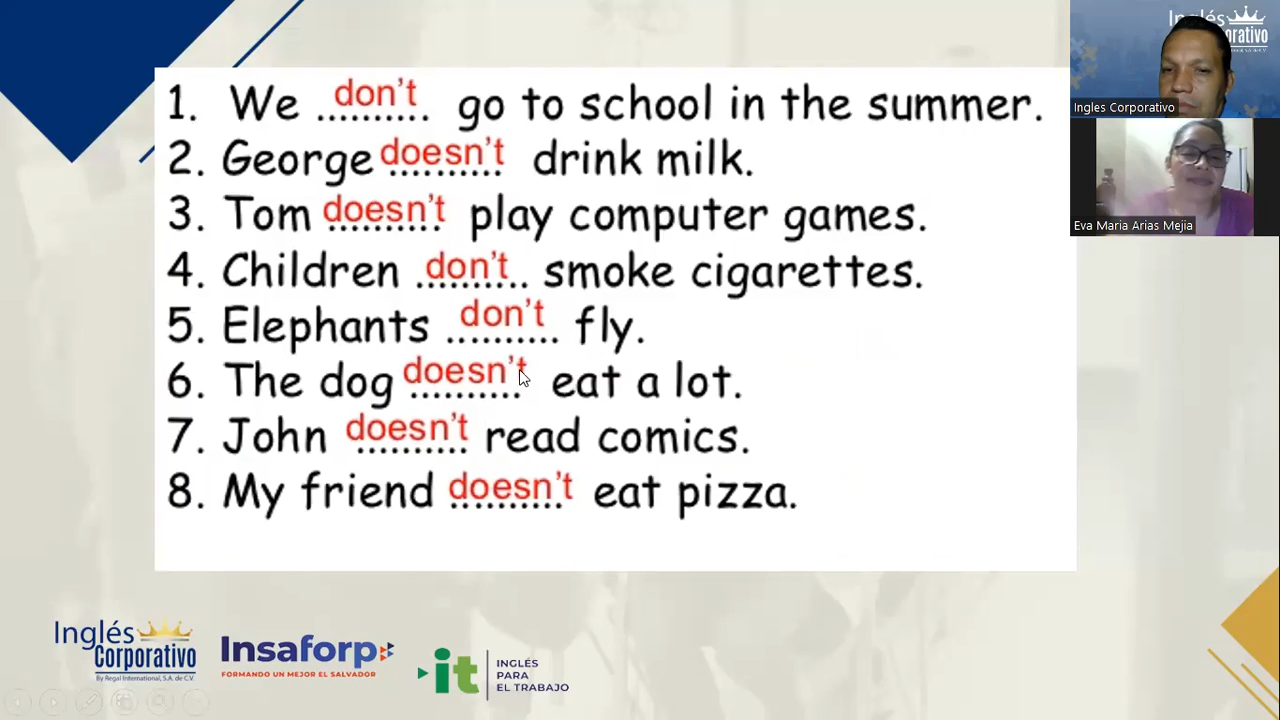 1. We don't go to school in the summer.
2. George doesn't drink milk.
3. Tom doesn't play computer games.
4. Children don't smoke cigarettes.
5. Elephants don't fly.
6. The dog doesn't eat a lot.
7. John doesn't read comics.
8. My friend doesn't eat pizza.
Inglés
Corporativo
Ingles Corporativo
Eva Maria Arias Mejia
Inglés
Corporativo
By Regal International, S.A. de C.V.
Insaforp
FORMANDO UN MEJOR EL SALVADOR
it
INGLÉS
PARA
EL TRABAJO